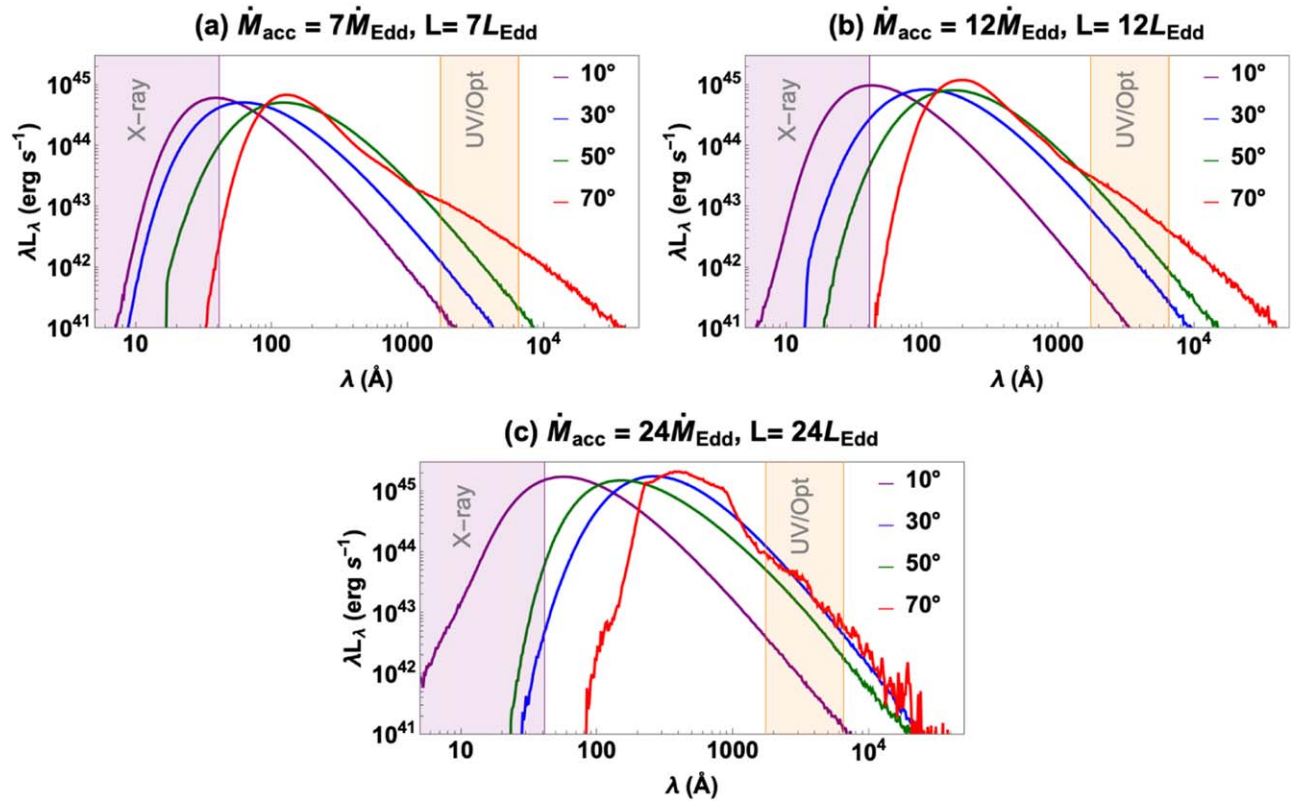 (a) Ṁacc = 7ṀEdd, L= 7LEdd
10^45
10^44
10^43
10^42
10^41
λLλ (erg s−1)
X−ray
UV/Opt
10°
30°
50°
70°
10
100
1000
10^4
λ (Å)
(b) Ṁacc = 12ṀEdd, L= 12LEdd
10^45
10^44
10^43
10^42
10^41
λLλ (erg s−1)
X−ray
UV/Opt
10°
30°
50°
70°
10
100
1000
10^4
λ (Å)
(c) Ṁacc = 24ṀEdd, L= 24LEdd
10^45
10^44
10^43
10^42
10^41
λLλ (erg s−1)
X−ray
UV/Opt
10°
30°
50°
70°
10
100
1000
10^4
λ (Å)